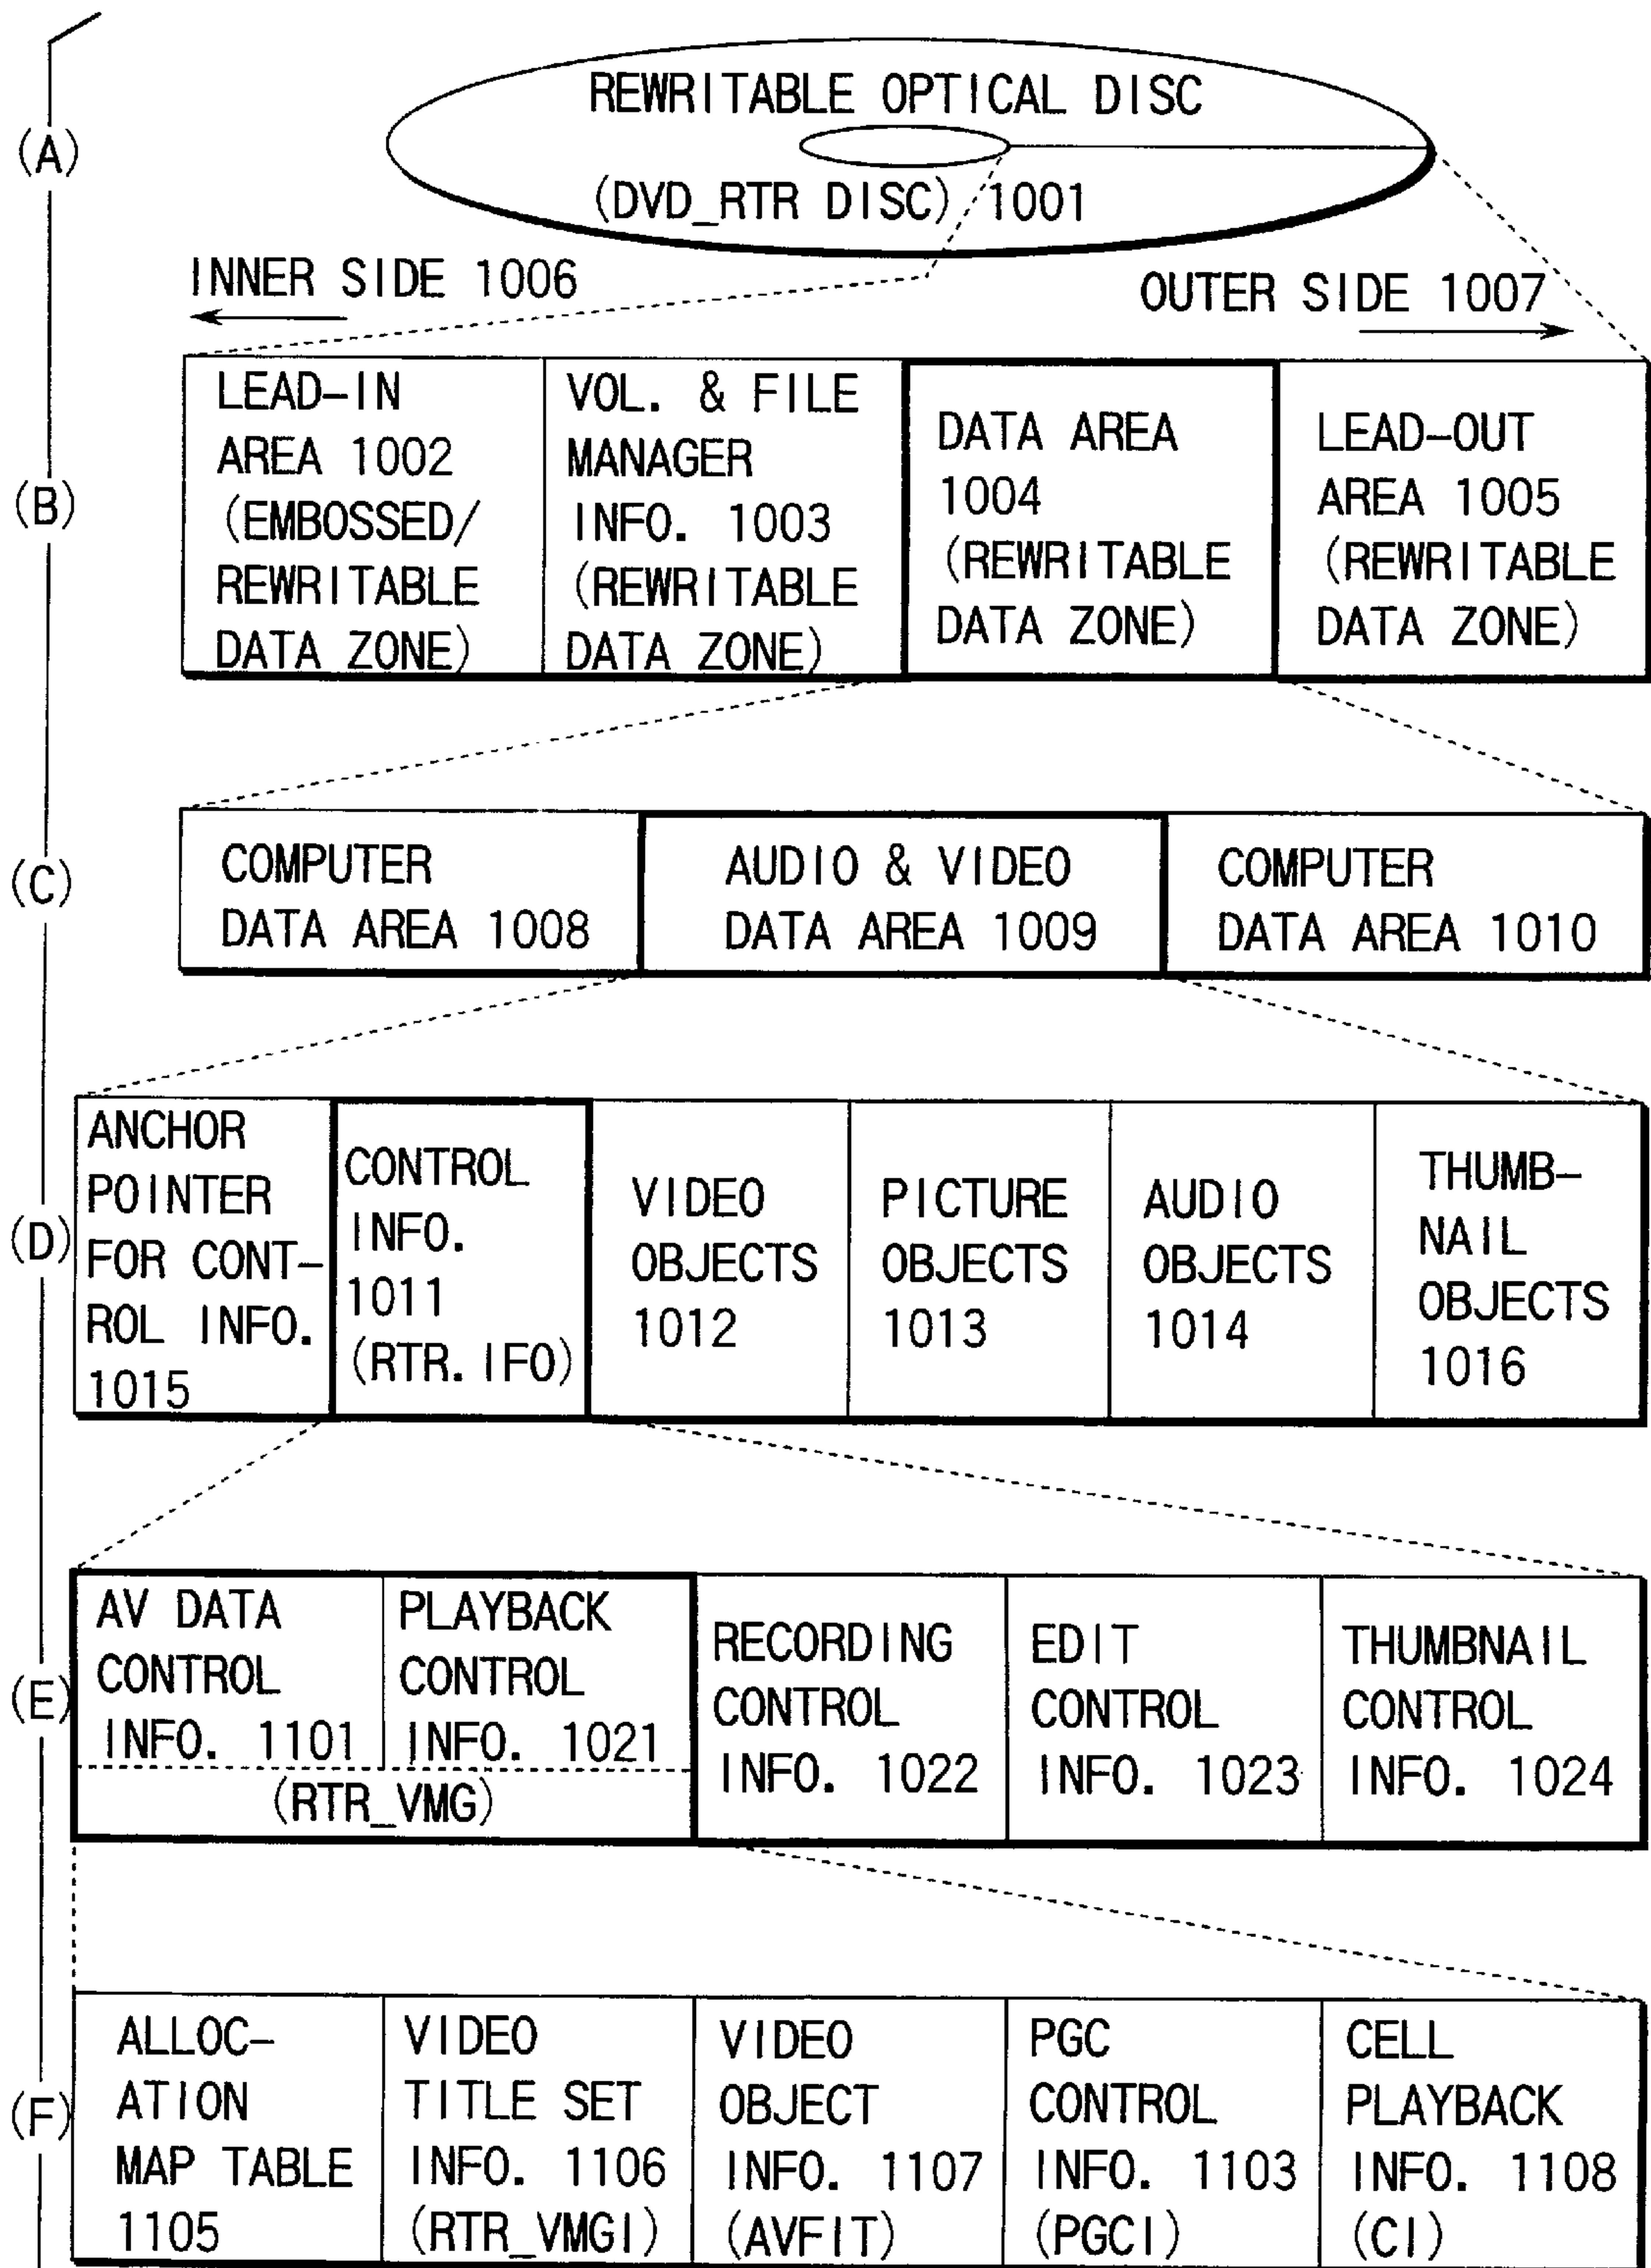 (A)
REWRITABLE OPTICAL DISC
(DVD_RTR DISC) 1001
INNER SIDE 1006
OUTER SIDE 1007
(B)
LEAD-IN
AREA 1002
(EMBOSSED/
REWRITABLE
DATA ZONE)
VOL. & FILE
MANAGER
INFO. 1003
(REWRITABLE
DATA ZONE)
DATA AREA
1004
(REWRITABLE
DATA ZONE)
LEAD-OUT
AREA 1005
(REWRITABLE
DATA ZONE)
(C)
COMPUTER
DATA AREA 1008
AUDIO & VIDEO
DATA AREA 1009
COMPUTER
DATA AREA 1010
(D)
ANCHOR
POINTER
FOR CONT-
ROL INFO.
1015
CONTROL
INFO.
1011
(RTR.IFO)
VIDEO
OBJECTS
1012
PICTURE
OBJECTS
1013
AUDIO
OBJECTS
1014
THUMB-
NAIL
OBJECTS
1016
(E)
AV DATA
CONTROL
INFO. 1101
PLAYBACK
CONTROL
INFO. 1021
(RTR_VMG)
RECORDING
CONTROL
INFO. 1022
EDIT
CONTROL
INFO. 1023
THUMBNAIL
CONTROL
INFO. 1024
(F)
ALLOC-
ATION
MAP TABLE
1105
VIDEO
TITLE SET
INFO. 1106
(RTR_VMGI)
VIDEO
OBJECT
INFO. 1107
(AVFIT)
PGC
CONTROL
INFO. 1103
(PGCI)
CELL
PLAYBACK
INFO. 1108
(CI)